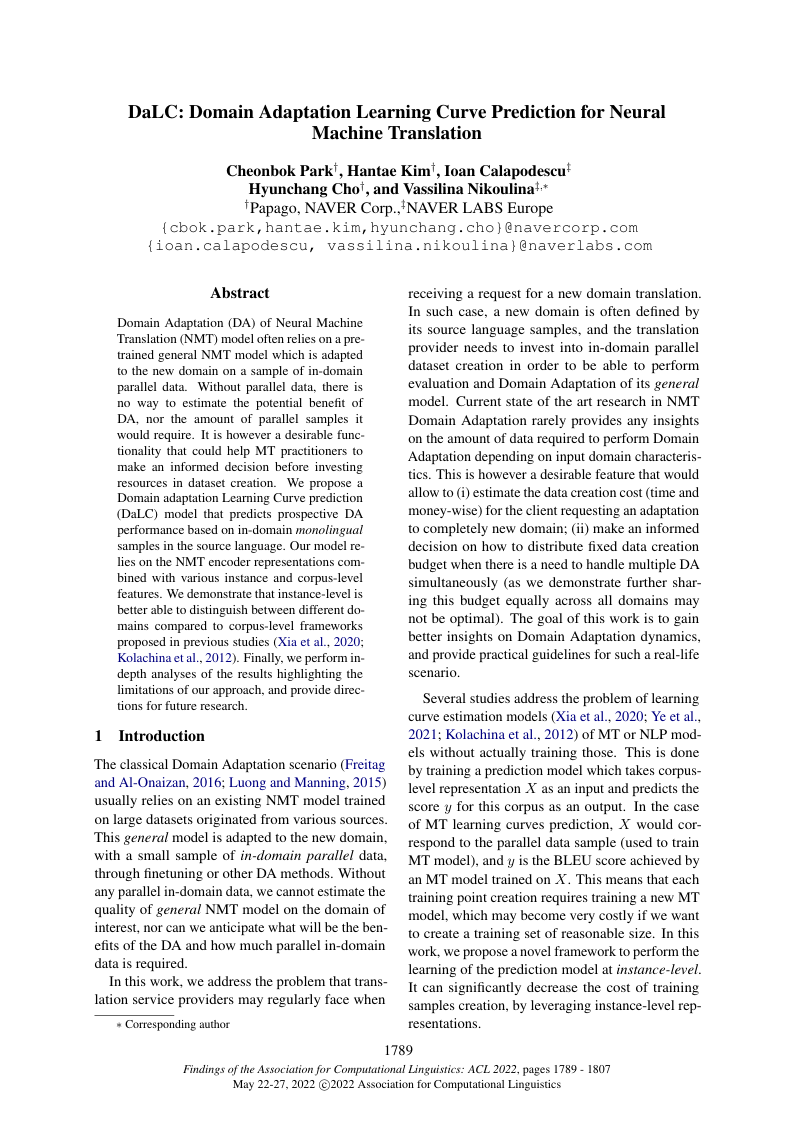 DaLC: Domain Adaptation Learning Curve Prediction for Neural
Machine Translation
Cheonbok Park†, Hantae Kim†, Ioan Calapodescu‡
Hyunchang Cho†, and Vassilina Nikoulina‡,∗
†Papago, NAVER Corp.,‡NAVER LABS Europe
{cbok.park,hantae.kim,hyunchang.cho}@navercorp.com
{ioan.calapodescu, vassilina.nikoulina}@naverlabs.com
Abstract
Domain Adaptation (DA) of Neural Machine
Translation (NMT) model often relies on a pre-
trained general NMT model which is adapted
to the new domain on a sample of in-domain
parallel data. Without parallel data, there is
no way to estimate the potential benefit of
DA, nor the amount of parallel samples it
would require. It is however a desirable func-
tionality that could help MT practitioners to
make an informed decision before investing
resources in dataset creation. We propose a
Domain adaptation Learning Curve prediction
(DaLC) model that predicts prospective DA
performance based on in-domain monolingual
samples in the source language. Our model re-
lies on the NMT encoder representations com-
bined with various instance and corpus-level
features. We demonstrate that instance-level is
better able to distinguish between different do-
mains compared to corpus-level frameworks
proposed in previous studies (Xia et al., 2020;
Kolachina et al., 2012). Finally, we perform in-
depth analyses of the results highlighting the
limitations of our approach, and provide direc-
tions for future research.
1 Introduction
The classical Domain Adaptation scenario (Freitag
and Al-Onaizan, 2016; Luong and Manning, 2015)
usually relies on an existing NMT model trained
on large datasets originated from various sources.
This general model is adapted to the new domain,
with a small sample of in-domain parallel data,
through finetuning or other DA methods. Without
any parallel in-domain data, we cannot estimate the
quality of general NMT model on the domain of
interest, nor can we anticipate what will be the ben-
efits of the DA and how much parallel in-domain
data is required.
In this work, we address the problem that trans-
lation service providers may regularly face when
∗ Corresponding author
receiving a request for a new domain translation.
In such case, a new domain is often defined by
its source language samples, and the translation
provider needs to invest into in-domain parallel
dataset creation in order to be able to perform
evaluation and Domain Adaptation of its general
model. Current state of the art research in NMT
Domain Adaptation rarely provides any insights
on the amount of data required to perform Domain
Adaptation depending on input domain characteris-
tics. This is however a desirable feature that would
allow to (i) estimate the data creation cost (time and
money-wise) for the client requesting an adaptation
to completely new domain; (ii) make an informed
decision on how to distribute fixed data creation
budget when there is a need to handle multiple DA
simultaneously (as we demonstrate further shar-
ing this budget equally across all domains may
not be optimal). The goal of this work is to gain
better insights on Domain Adaptation dynamics,
and provide practical guidelines for such a real-life
scenario.
Several studies address the problem of learning
curve estimation models (Xia et al., 2020; Ye et al.,
2021; Kolachina et al., 2012) of MT or NLP mod-
els without actually training those. This is done
by training a prediction model which takes corpus-
level representation X as an input and predicts the
score y for this corpus as an output. In the case
of MT learning curves prediction, X would cor-
respond to the parallel data sample (used to train
MT model), and y is the BLEU score achieved by
an MT model trained on X. This means that each
training point creation requires training a new MT
model, which may become very costly if we want
to create a training set of reasonable size. In this
work, we propose a novel framework to perform the
learning of the prediction model at instance-level.
It can significantly decrease the cost of training
samples creation, by leveraging instance-level rep-
resentations.
1789
Findings of the Association for Computational Linguistics: ACL 2022, pages 1789 - 1807
May 22-27, 2022 ©2022 Association for Computational Linguistics